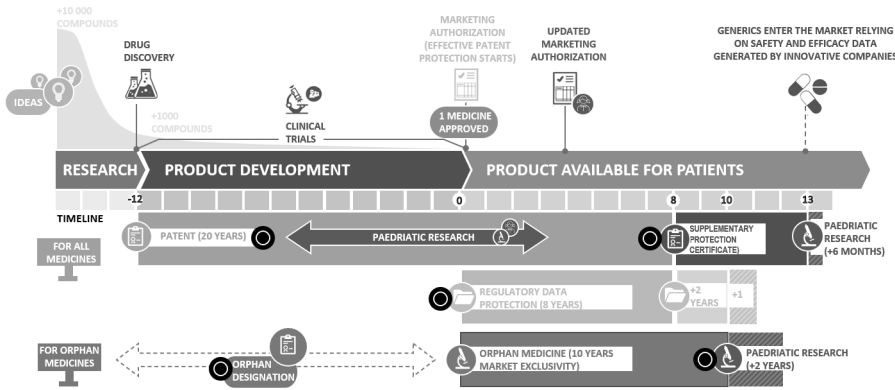 +10 000
COMPOUNDS
IDEAS
DRUG
DISCOVERY
+1000
COMPOUNDS
CLINICAL
TRIALS
MARKETING
AUTHORIZATION
(EFFECTIVE PATENT
PROTECTION STARTS)
1 MEDICINE
APPROVED
UPDATED
MARKETING
AUTHORIZATION
GENERICS ENTER THE MARKET RELYING
ON SAFETY AND EFFICACY DATA
GENERATED BY INNOVATIVE COMPANIES
RESEARCH
PRODUCT DEVELOPMENT
PRODUCT AVAILABLE FOR PATIENTS
TIMELINE
-12
0
8
10
13
FOR ALL
MEDICINES
PATENT (20 YEARS)
PAEDRIATIC RESEARCH
SUPPLEMENTARY
PROTECTION
CERTIFICATE)
PAEDRIATIC
RESEARCH
(+6 MONTHS)
REGULATORY DATA
PROTECTION (8 YEARS)
+2
YEARS
+1
FOR ORPHAN
MEDICINES
ORPHAN
DESIGNATION
ORPHAN MEDICINE (10 YEARS
MARKET EXCLUSIVITY)
PAEDRIATIC RESEARCH
(+2 YEARS)